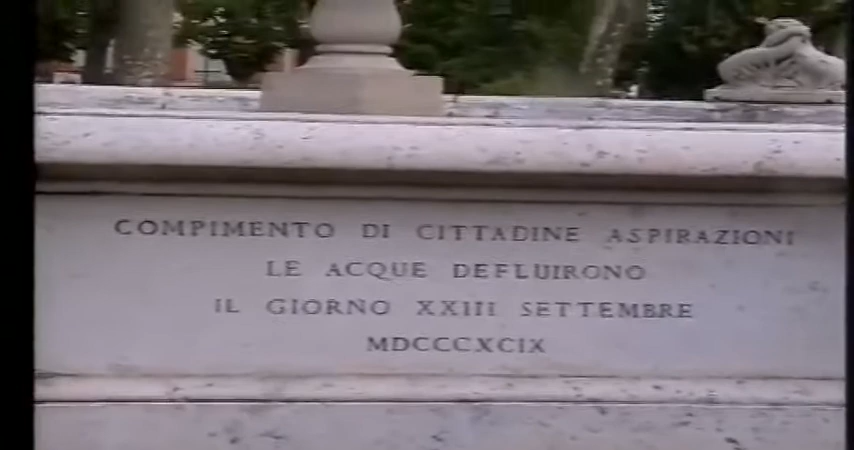 COMPIMENTO DI CITTADINE ASPIRAZIONI
LE ACQUE DEFLUIRONO
IL GIORNO XXIII SETTEMBRE
MDCCCXCIX